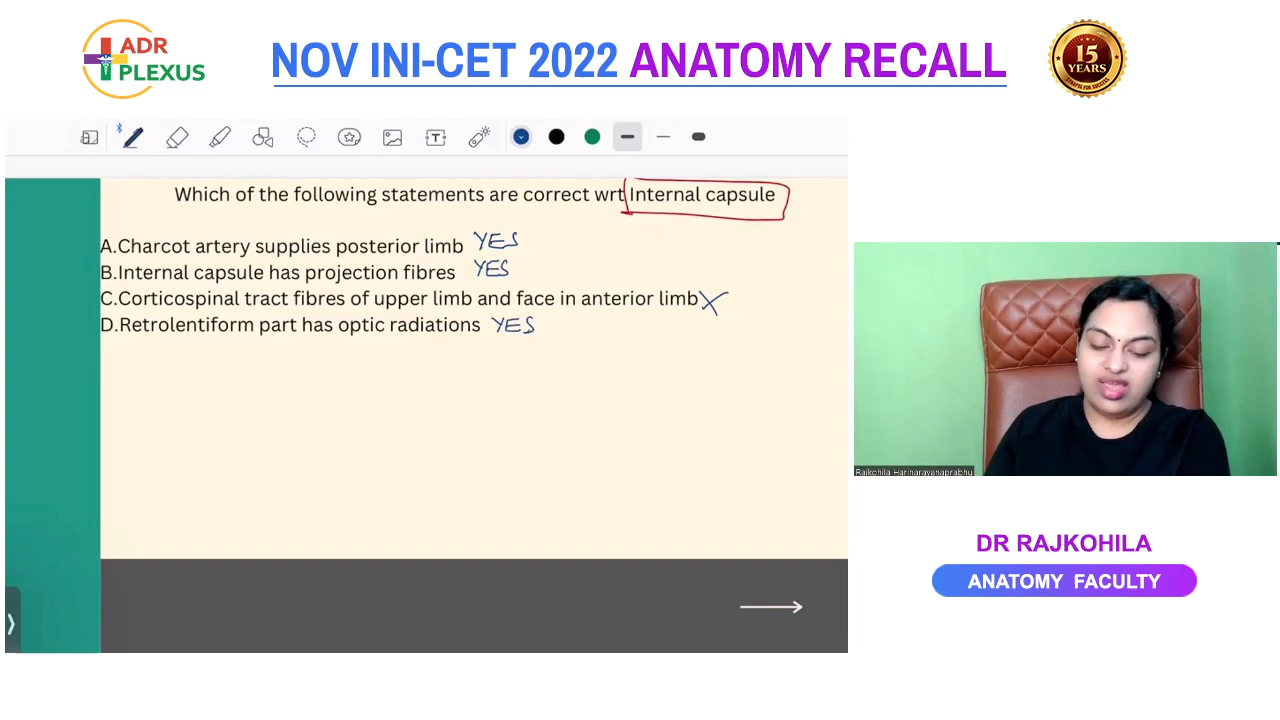 ADR
PLEXUS
NOV INI-CET 2022 ANATOMY RECALL
15
YEARS
T
Which of the following statements are correct wrt Internal capsule
A.Charcot artery supplies posterior limb YES
B.Internal capsule has projection fibres YES
C.Corticospinal tract fibres of upper limb and face in anterior limb X
D.Retrolentiform part has optic radiations YES
Rajkohila Harinarayanaprabhu
DR RAJKOHILA
ANATOMY FACULTY